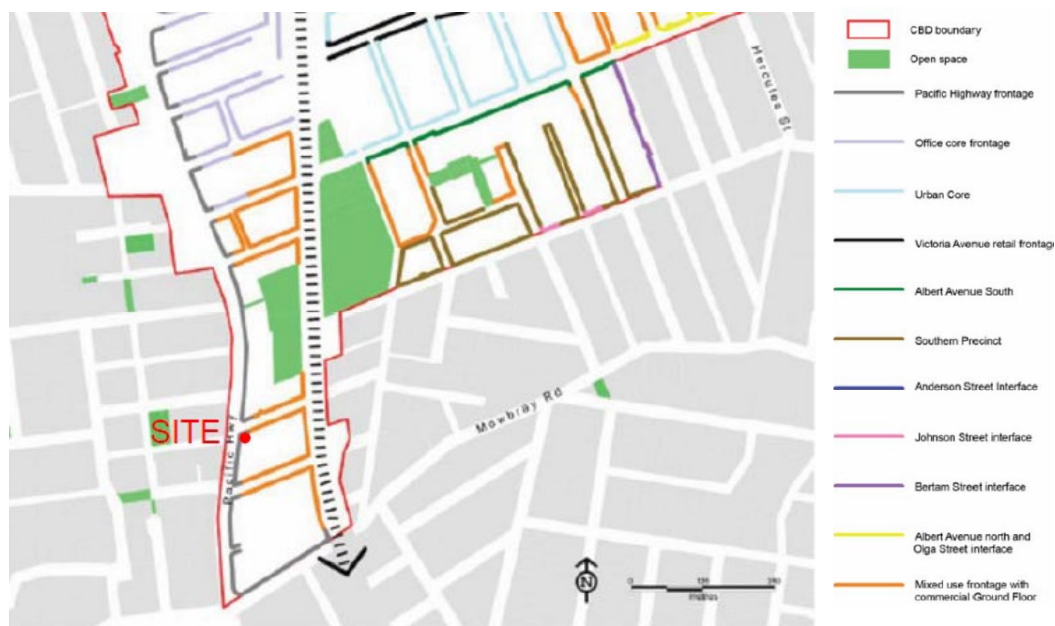 Hercules St
Mowbray Rd
SITE
Pacific Hwy
N
0
metres
CBD boundary
Open space
Pacific Highway frontage
Office core frontage
Urban Core
Victoria Avenue retail frontage
Albert Avenue South
Southern Precinct
Anderson Street Interface
Johnson Street interface
Bertam Street interface
Albert Avenue north and
Olga Street interface
Mixed use frontage with
commercial Ground Floor